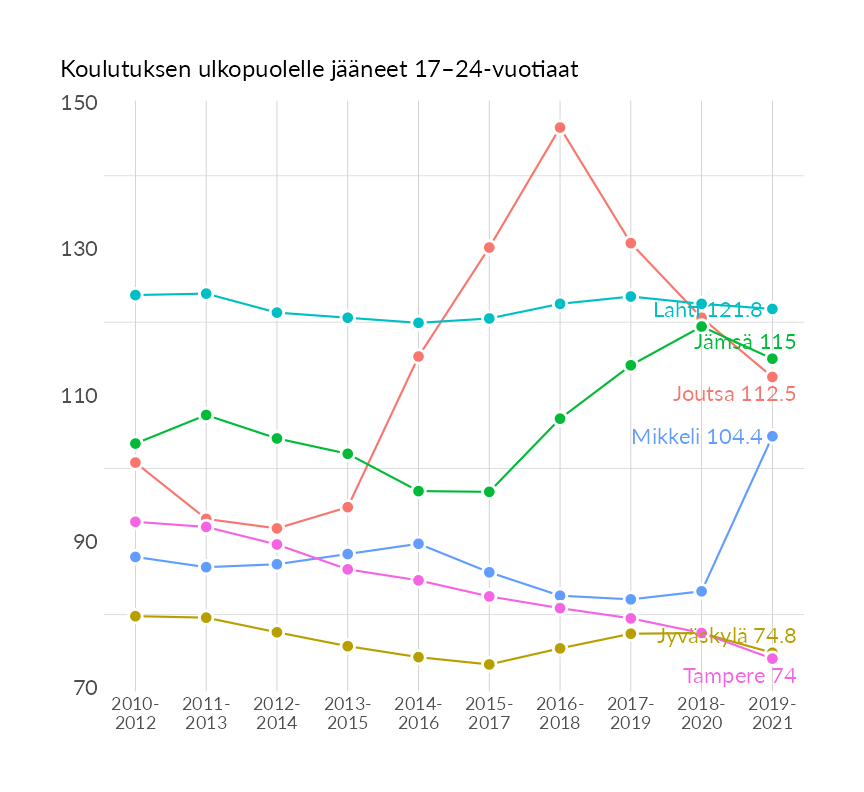 Koulutuksen ulkopuolelle jääneet 17–24-vuotiaat
150
130
110
90
70
Lahti 121.8
Jämsä 115
Joutsa 112.5
Mikkeli 104.4
Jyväskylä 74.8
Tampere 74
2010- 2011- 2012- 2013- 2014- 2015- 2016- 2017- 2018- 2019-
2012 2013 2014 2015 2016 2017 2018 2019 2020 2021